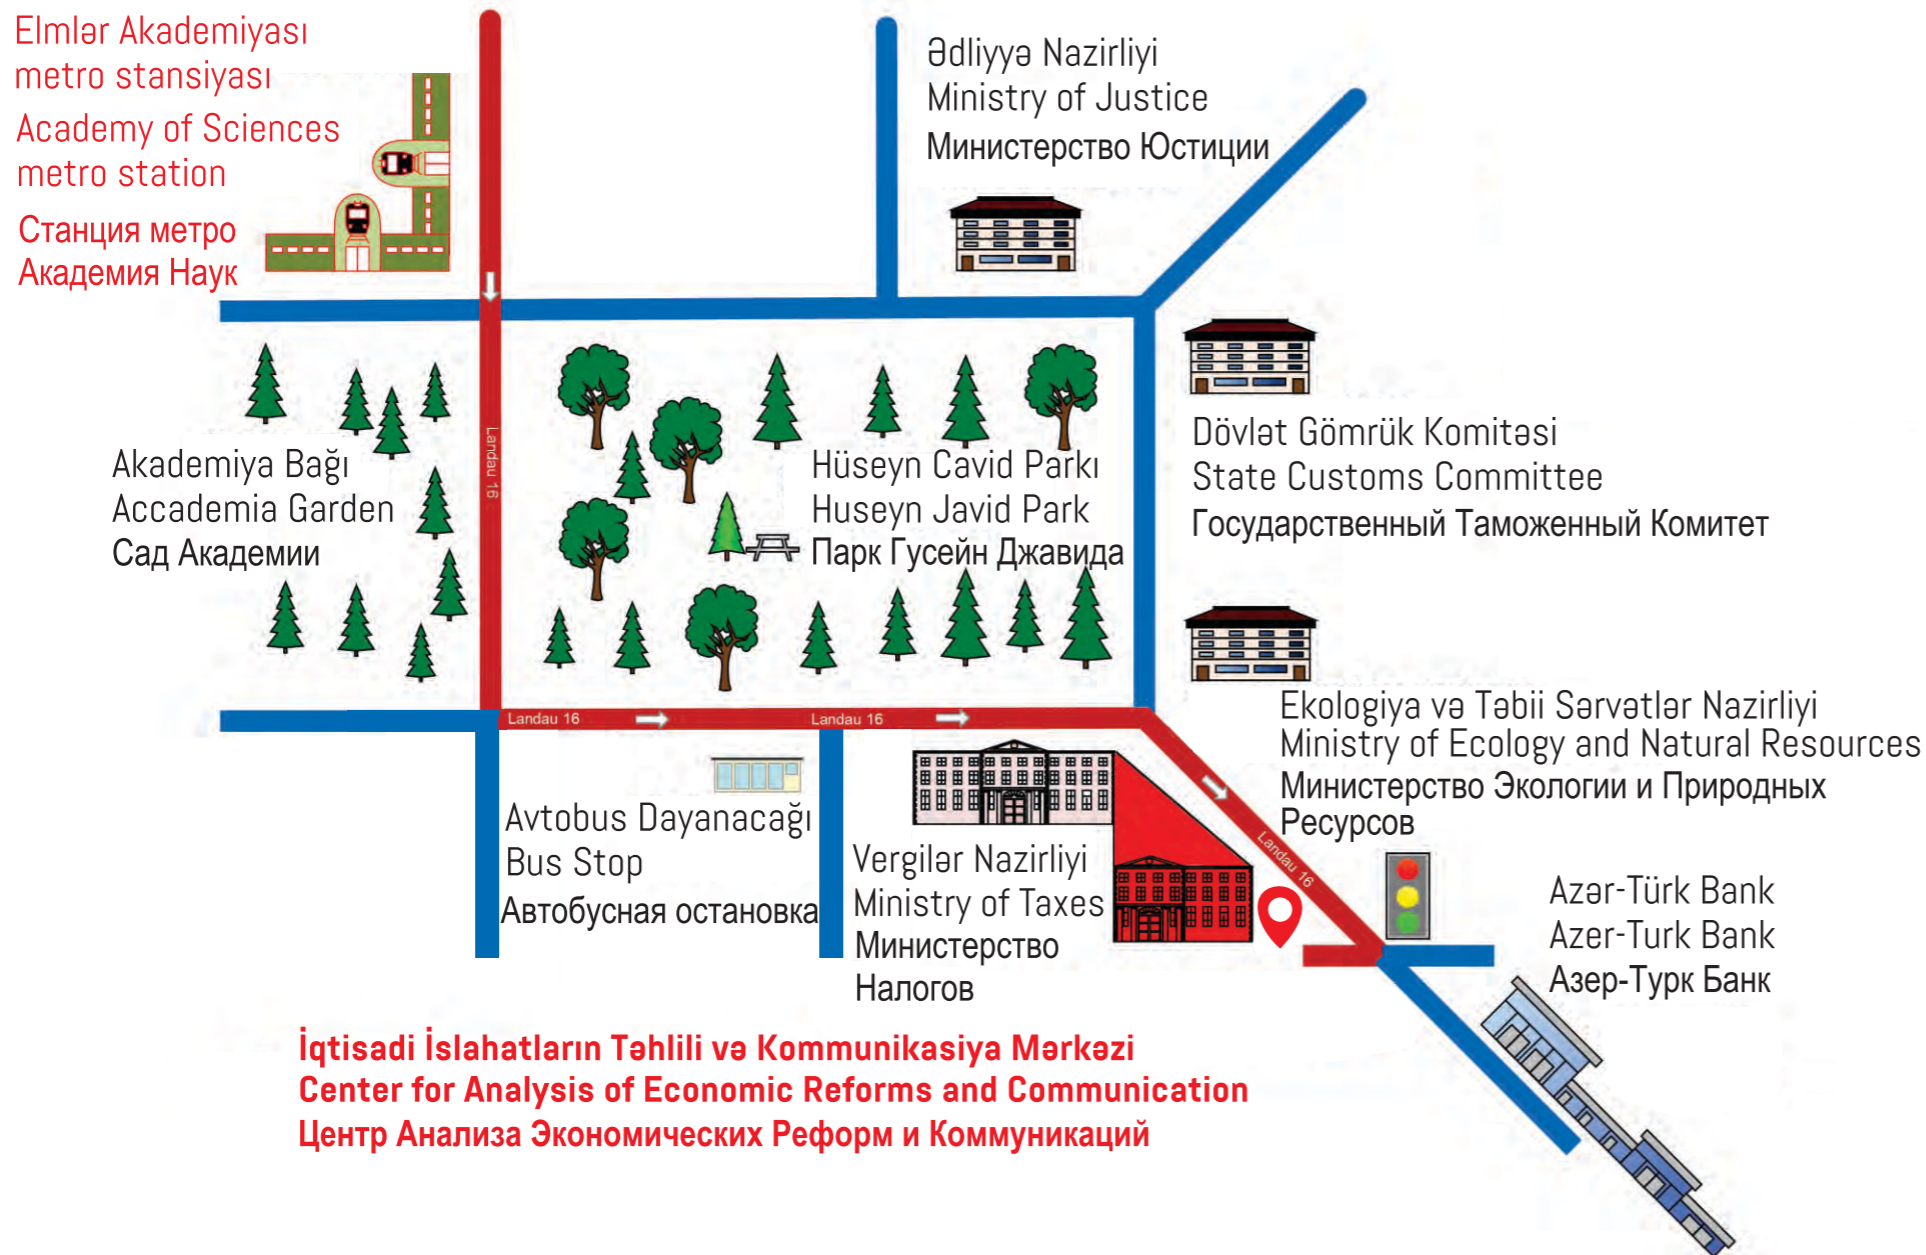 Elmlər Akademiyası
metro stansiyası
Academy of Sciences
metro station
Станция метро
Академия Наук
Ədliyyə Nazirliyi
Ministry of Justice
Министерство Юстиции
Landau 16
Akademiya Bağı
Accademia Garden
Сад Академии
Hüseyn Cavid Parkı
Huseyn Javid Park
Парк Гусейн Джавида
Dövlət Gömrük Komitəsi
State Customs Committee
Государственный Таможенный Комитет
Landau 16
Landau 16
Ekologiya və Təbii Sərvətlər Nazirliyi
Ministry of Ecology and Natural Resources
Министерство Экологии и Природных
Ресурсов
Avtobus Dayanacağı
Bus Stop
Автобусная остановка
Vergilər Nazirliyi
Ministry of Taxes
Министерство
Налогов
Landau 16
Azər-Türk Bank
Azer-Turk Bank
Азер-Турк Банк
İqtisadi İslahatların Təhlili və Kommunikasiya Mərkəzi
Center for Analysis of Economic Reforms and Communication
Центр Анализа Экономических Реформ и Коммуникаций